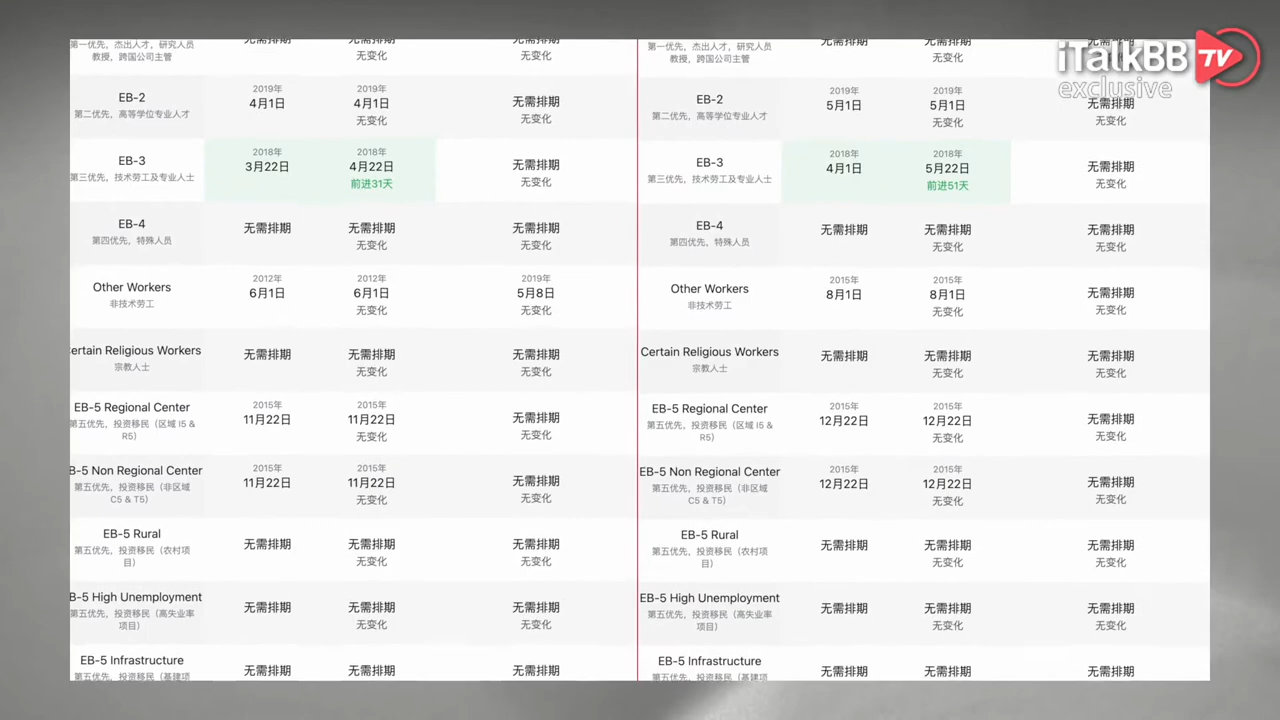 第一优先，杰出人才，研究人员
教授，跨国公司主管
无需排期
无需排期
无变化
无需排期
无变化
EB-2
第二优先，高等学位专业人才
2019年
4月1日
2019年
4月1日
无变化
无需排期
无变化
EB-3
第三优先，技术劳工及专业人士
2018年
3月22日
2018年
4月22日
前进31天
无需排期
无变化
EB-4
第四优先，特殊人员
无需排期
无需排期
无变化
无需排期
无变化
Other Workers
非技术劳工
2012年
6月1日
2012年
6月1日
无变化
2019年
5月8日
无变化
ertain Religious Workers
宗教人士
无需排期
无需排期
无变化
无需排期
无变化
EB-5 Regional Center
第五优先，投资移民（区域 I5 &
R5）
2015年
11月22日
2015年
11月22日
无变化
无需排期
无变化
B-5 Non Regional Center
第五优先，投资移民（非区域
C5 & T5）
2015年
11月22日
2015年
11月22日
无变化
无需排期
无变化
EB-5 Rural
第五优先，投资移民（农村项
目）
无需排期
无需排期
无变化
无需排期
无变化
B-5 High Unemployment
第五优先，投资移民（高失业率
项目）
无需排期
无需排期
无变化
无需排期
无变化
EB-5 Infrastructure
第五优先，投资移民（基建项
无需排期
无需排期
无需排期
第一优先，杰出人才，研究人员
教授，跨国公司主管
无需排期
无需排期
无变化
无需排期
无变化
EB-2
第二优先，高等学位专业人才
2019年
5月1日
2019年
5月1日
无变化
无需排期
无变化
EB-3
第三优先，技术劳工及专业人士
2018年
4月1日
2018年
5月22日
前进51天
无需排期
无变化
EB-4
第四优先，特殊人员
无需排期
无需排期
无变化
无需排期
无变化
Other Workers
非技术劳工
2015年
8月1日
2015年
8月1日
无变化
无需排期
无变化
Certain Religious Workers
宗教人士
无需排期
无需排期
无变化
无需排期
无变化
EB-5 Regional Center
第五优先，投资移民（区域 I5 &
R5）
2015年
12月22日
2015年
12月22日
无变化
无需排期
无变化
EB-5 Non Regional Center
第五优先，投资移民（非区域
C5 & T5）
2015年
12月22日
2015年
12月22日
无变化
无需排期
无变化
EB-5 Rural
第五优先，投资移民（农村项
目）
无需排期
无需排期
无变化
无需排期
无变化
EB-5 High Unemployment
第五优先，投资移民（高失业率
项目）
无需排期
无需排期
无变化
无需排期
无变化
EB-5 Infrastructure
第五优先，投资移民（基建项
无需排期
无需排期
无需排期
iTalkBB TV
exclusive